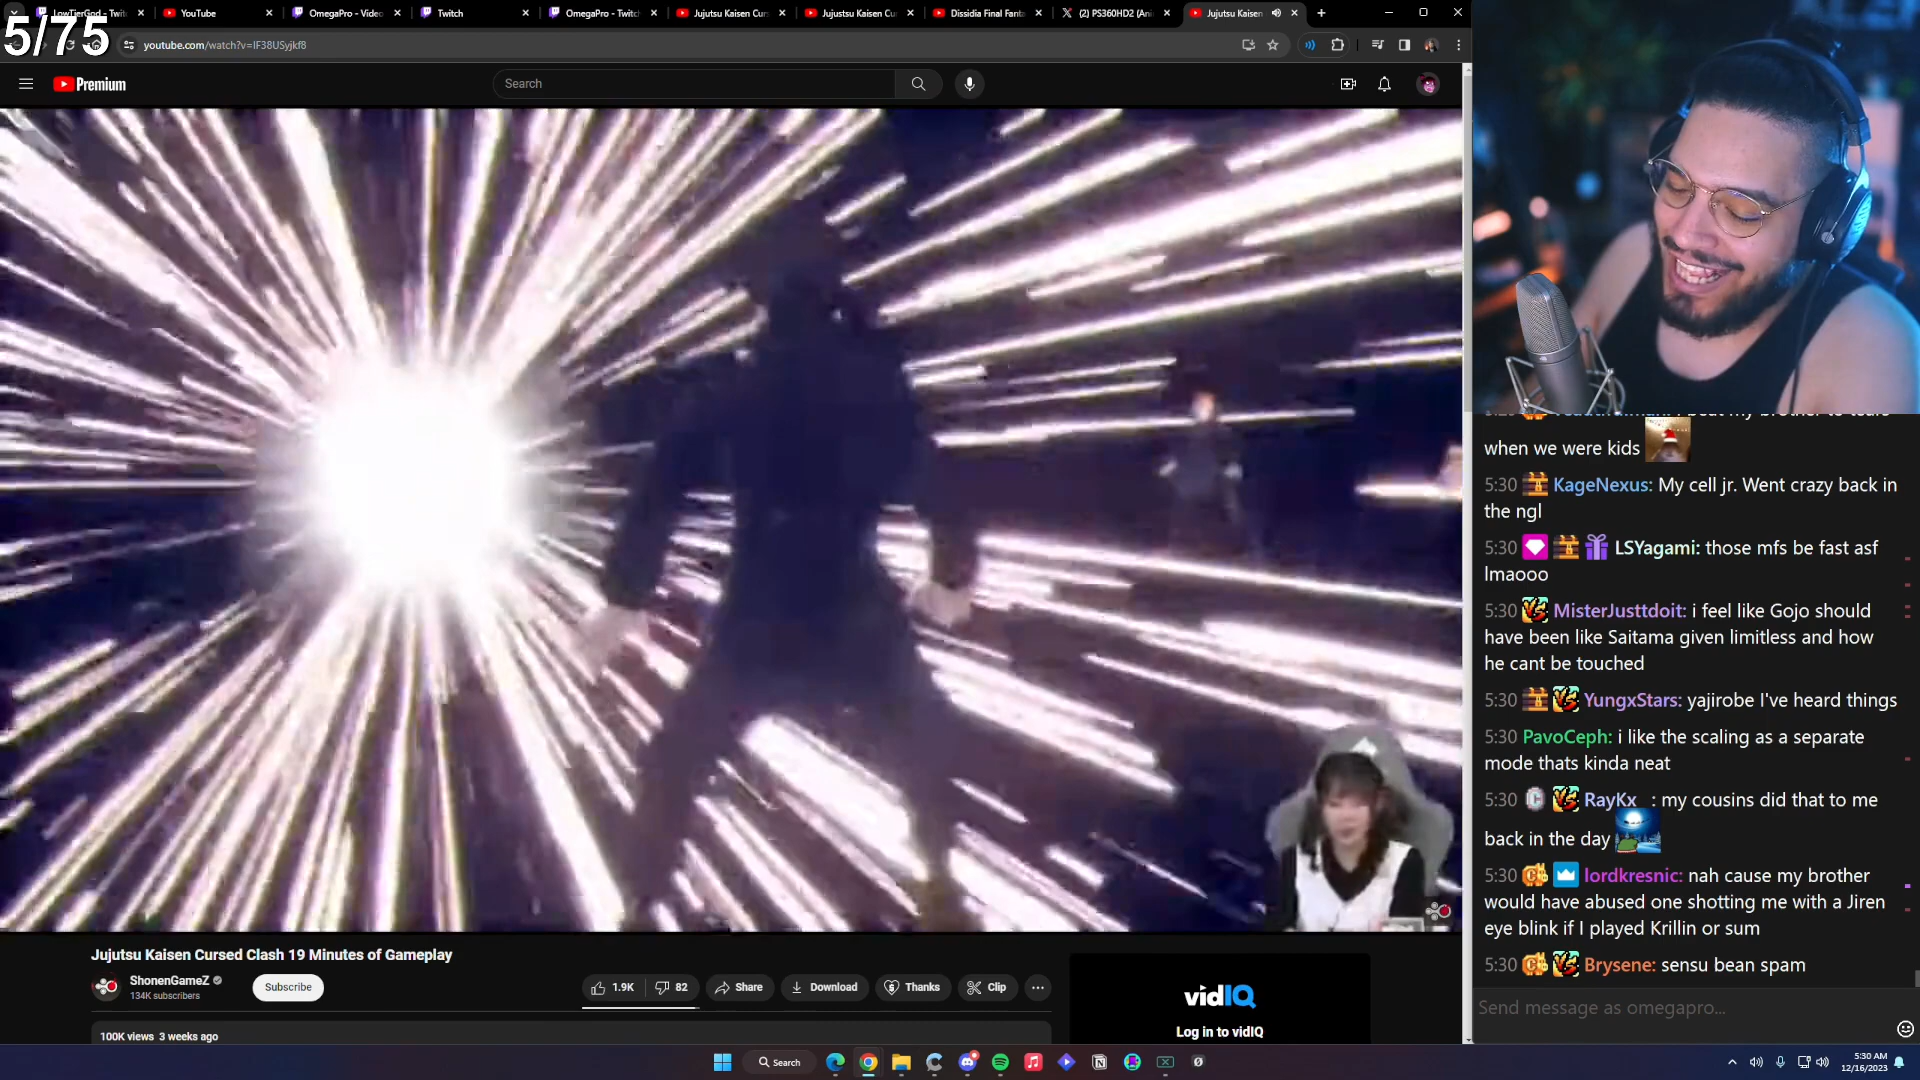 LowTierGod - Twit
YouTube
OmegaPro - Video
Twitch
OmegaPro - Twitch
Jujutsu Kaisen Cur
Jujustsu Kaisen Cu
Dissidia Final Fanta
(2) PS360HD2 (Ani
Jujutsu Kaisen
5/75
youtube.com/watch?v=IF38USyjkf8
Premium
Search
when we were kids
5:30 KageNexus: My cell jr. Went crazy back in
the ngl
5:30 LSYagami: those mfs be fast asf
lmaooo
5:30 MisterJusttdoit: i feel like Gojo should
have been like Saitama given limitless and how
he cant be touched
5:30 YungxStars: yajirobe I've heard things
5:30 PavoCeph: i like the scaling as a separate
mode thats kinda neat
5:30 RayKx : my cousins did that to me
back in the day
5:30 lordkresnic: nah cause my brother
would have abused one shotting me with a Jiren
eye blink if I played Krillin or sum
5:30 Brysene: sensu bean spam
Send message as omegapro...
Jujutsu Kaisen Cursed Clash 19 Minutes of Gameplay
ShonenGameZ
134K subscribers
Subscribe
1.9K
82
Share
Download
Thanks
Clip
vidIQ
Log in to vidIQ
100K views 3 weeks ago
Search
5:30 AM
12/16/2023